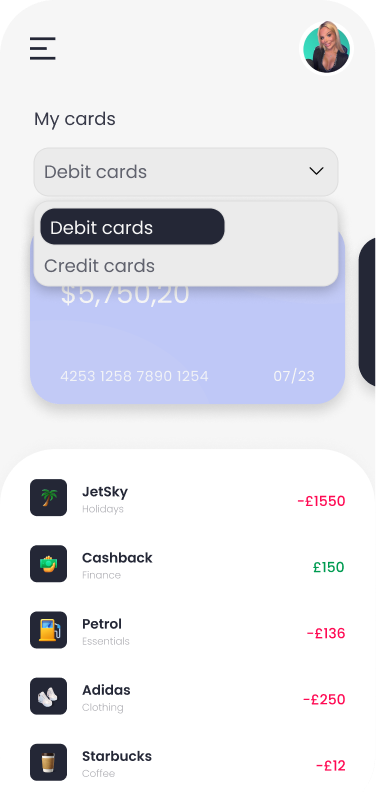 My cards
Debit cards
Debit cards
Credit cards
$5,750,20
4253 1258 7890 1254 07/23
JetSky
Holidays
-£1550
Cashback
Finance
£150
Petrol
Essentials
-£136
Adidas
Clothing
-£250
Starbucks
Coffee
-£12